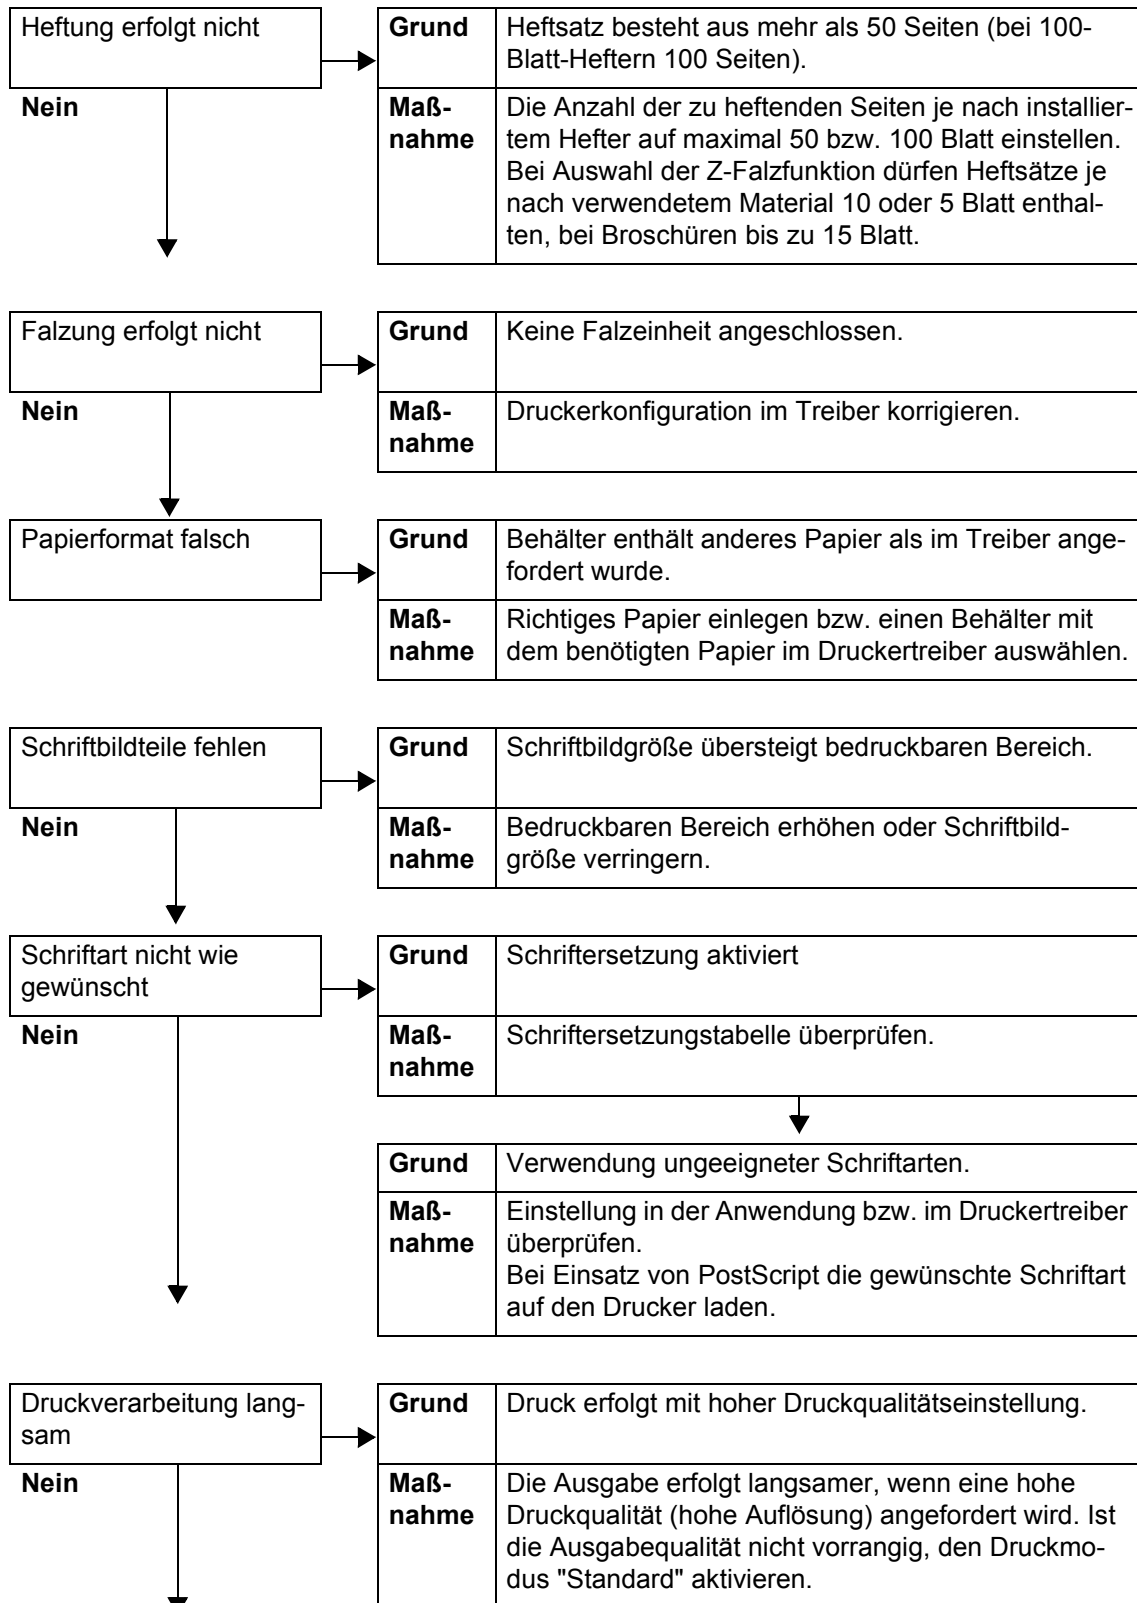 Heftung erfolgt nicht
Grund
Heftsatz besteht aus mehr als 50 Seiten (bei 100-
Blatt-Heftern 100 Seiten).
Nein
Maß-
nahme
Die Anzahl der zu heftenden Seiten je nach installier-
tem Hefter auf maximal 50 bzw. 100 Blatt einstellen.
Bei Auswahl der Z-Falzfunktion dürfen Heftsätze je
nach verwendetem Material 10 oder 5 Blatt enthal-
ten, bei Broschüren bis zu 15 Blatt.
Falzung erfolgt nicht
Grund
Keine Falzeinheit angeschlossen.
Nein
Maß-
nahme
Druckerkonfiguration im Treiber korrigieren.
Papierformat falsch
Grund
Behälter enthält anderes Papier als im Treiber ange-
fordert wurde.
Maß-
nahme
Richtiges Papier einlegen bzw. einen Behälter mit
dem benötigten Papier im Druckertreiber auswählen.
Schriftbildteile fehlen
Grund
Schriftbildgröße übersteigt bedruckbaren Bereich.
Nein
Maß-
nahme
Bedruckbaren Bereich erhöhen oder Schriftbild-
größe verringern.
Schriftart nicht wie
gewünscht
Grund
Schriftersetzung aktiviert
Nein
Maß-
nahme
Schriftersetzungstabelle überprüfen.
Grund
Verwendung ungeeigneter Schriftarten.
Maß-
nahme
Einstellung in der Anwendung bzw. im Druckertreiber
überprüfen.
Bei Einsatz von PostScript die gewünschte Schriftart
auf den Drucker laden.
Druckverarbeitung lang-
sam
Grund
Druck erfolgt mit hoher Druckqualitätseinstellung.
Nein
Maß-
nahme
Die Ausgabe erfolgt langsamer, wenn eine hohe
Druckqualität (hohe Auflösung) angefordert wird. Ist
die Ausgabequalität nicht vorrangig, den Druckmo-
dus "Standard" aktivieren.